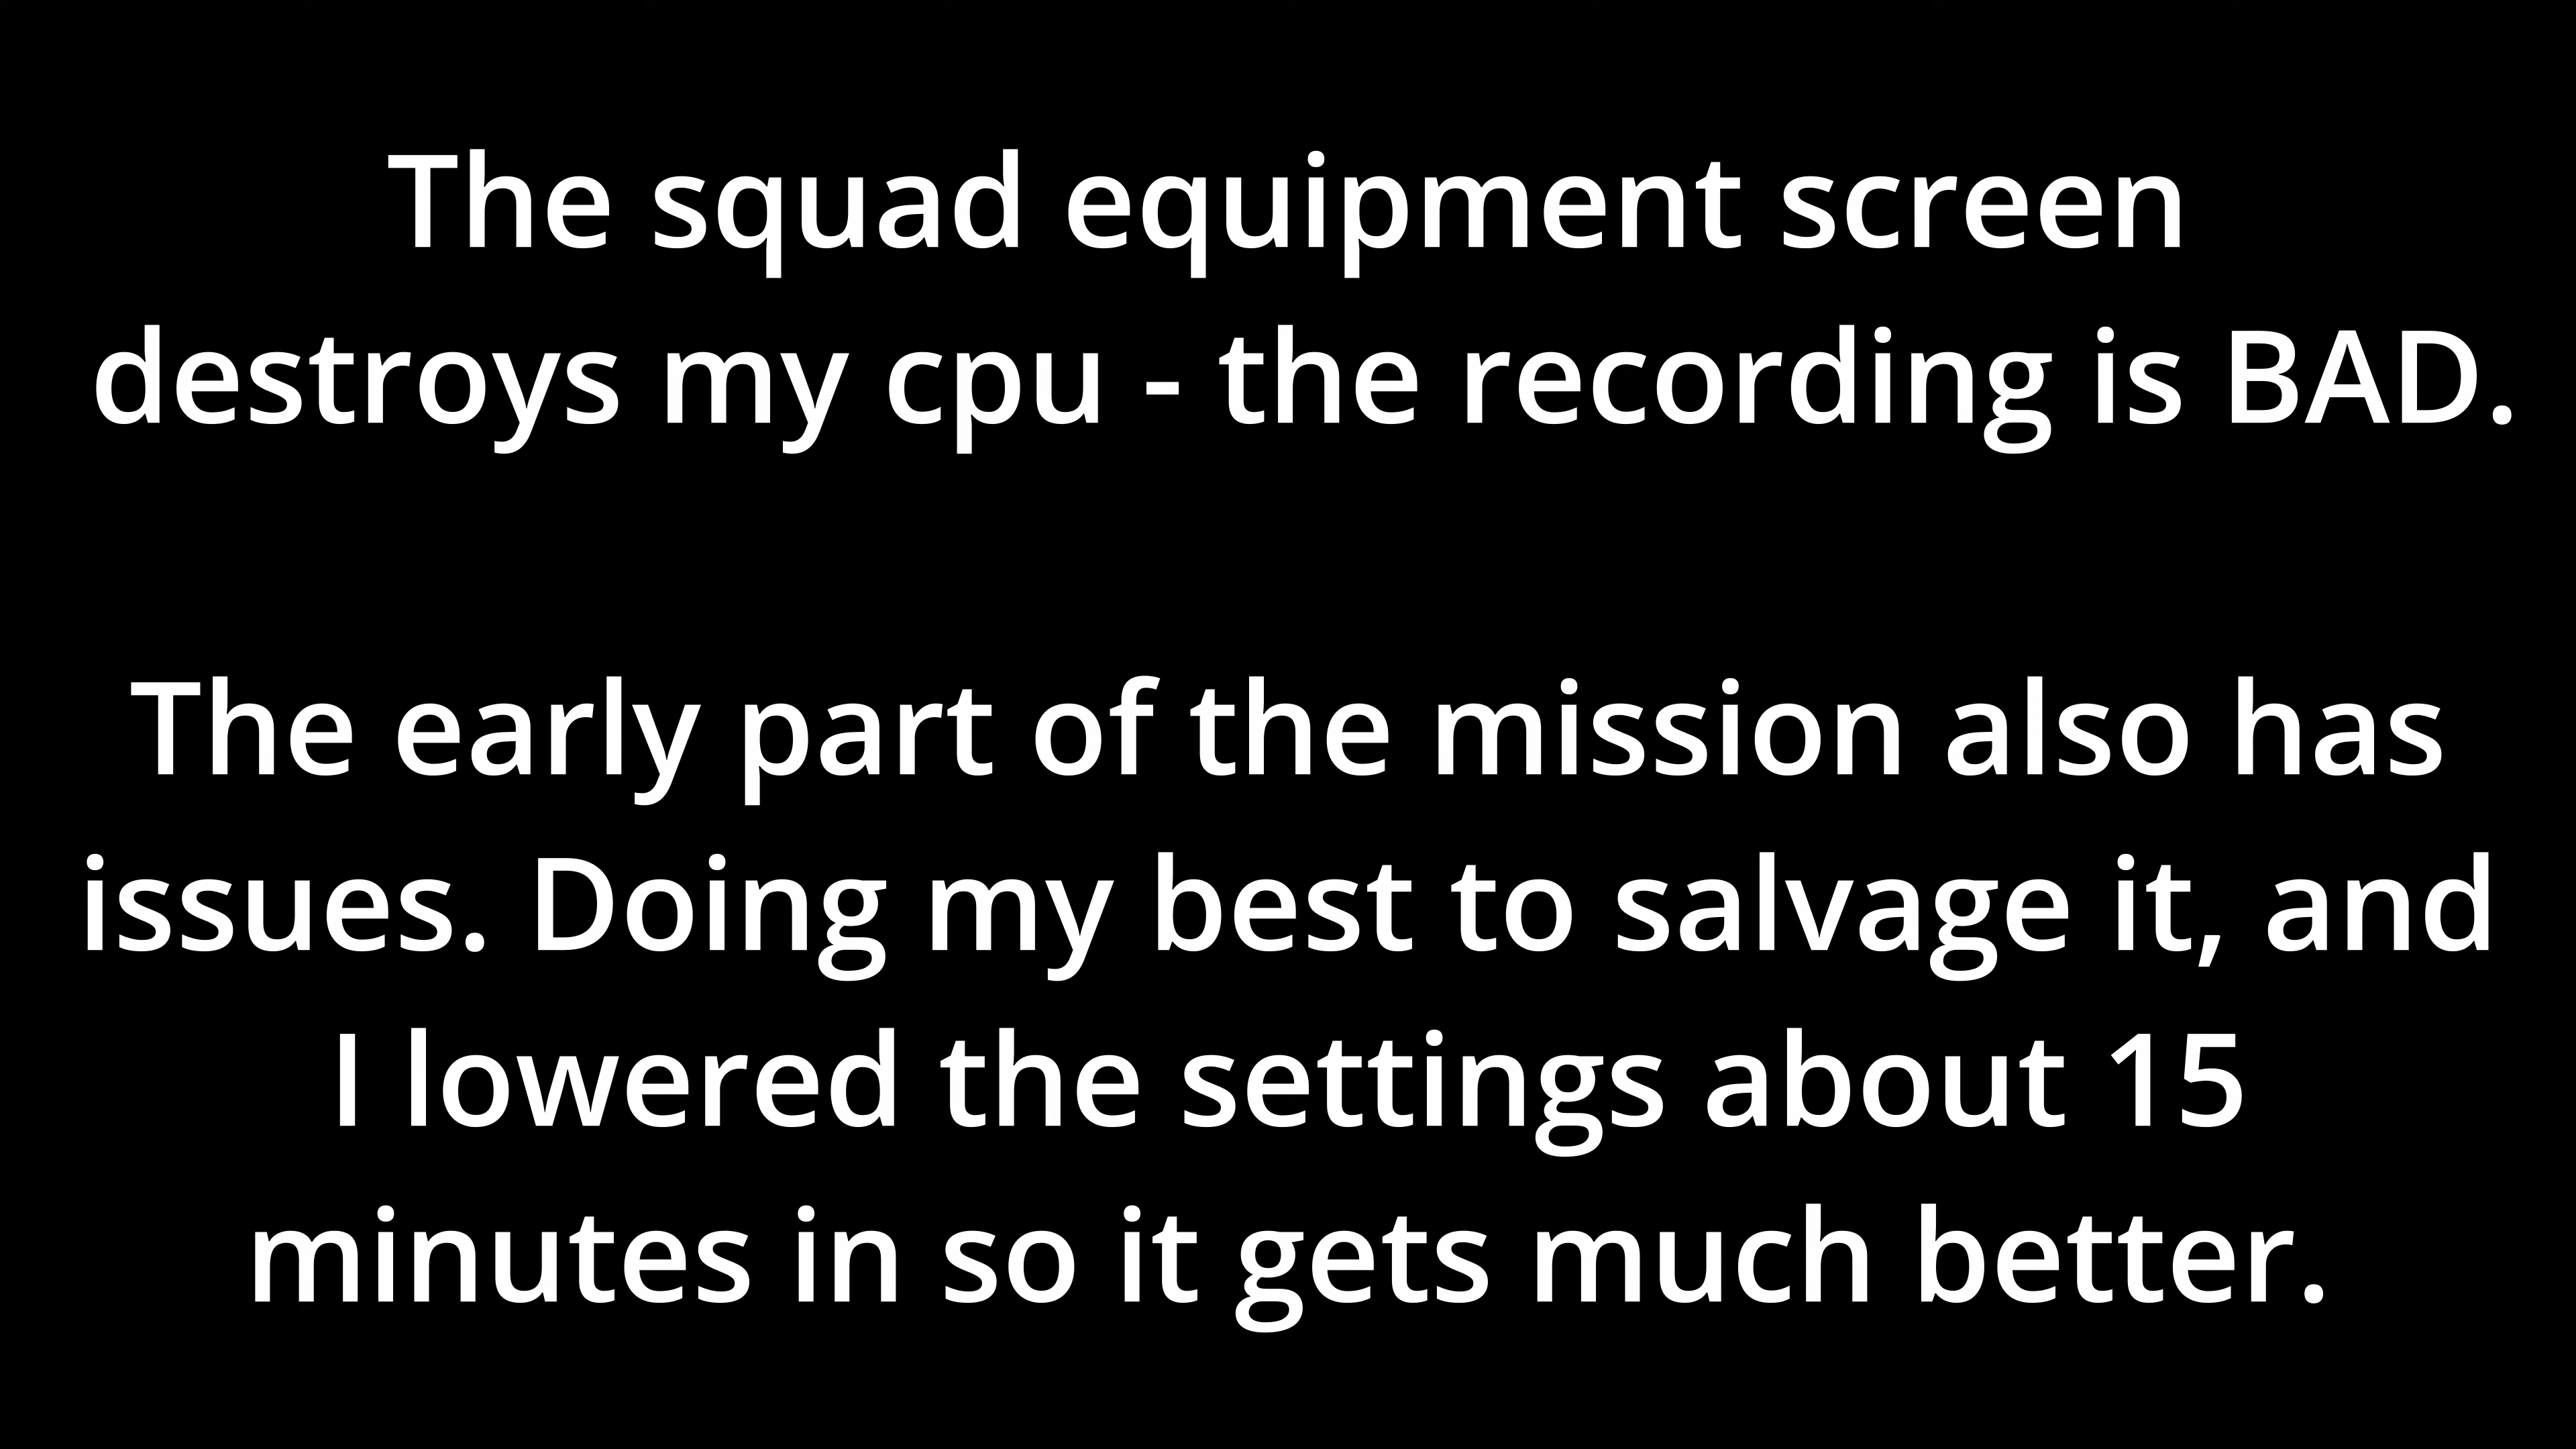 The squad equipment screen
destroys my cpu - the recording is BAD.
The early part of the mission also has
issues. Doing my best to salvage it, and
I lowered the settings about 15
minutes in so it gets much better.